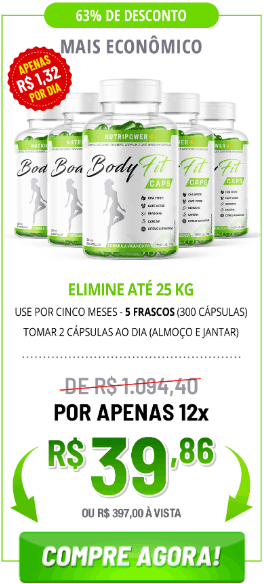 63% DE DESCONTO
MAIS ECONÔMICO
APENAS
R$ 1,32
POR DIA
NUTRIPOWER
Body Fit
CAPS
FÓRMULA AVANÇADA
ELIMINE ATÉ 25 KG
USE POR CINCO MESES - 5 FRASCOS (300 CÁPSULAS)
TOMAR 2 CÁPSULAS AO DIA (ALMOÇO E JANTAR)
DE R$ 1.094,40
POR APENAS 12x
R$ 39,86
OU R$ 397,00 À VISTA
COMPRE AGORA!